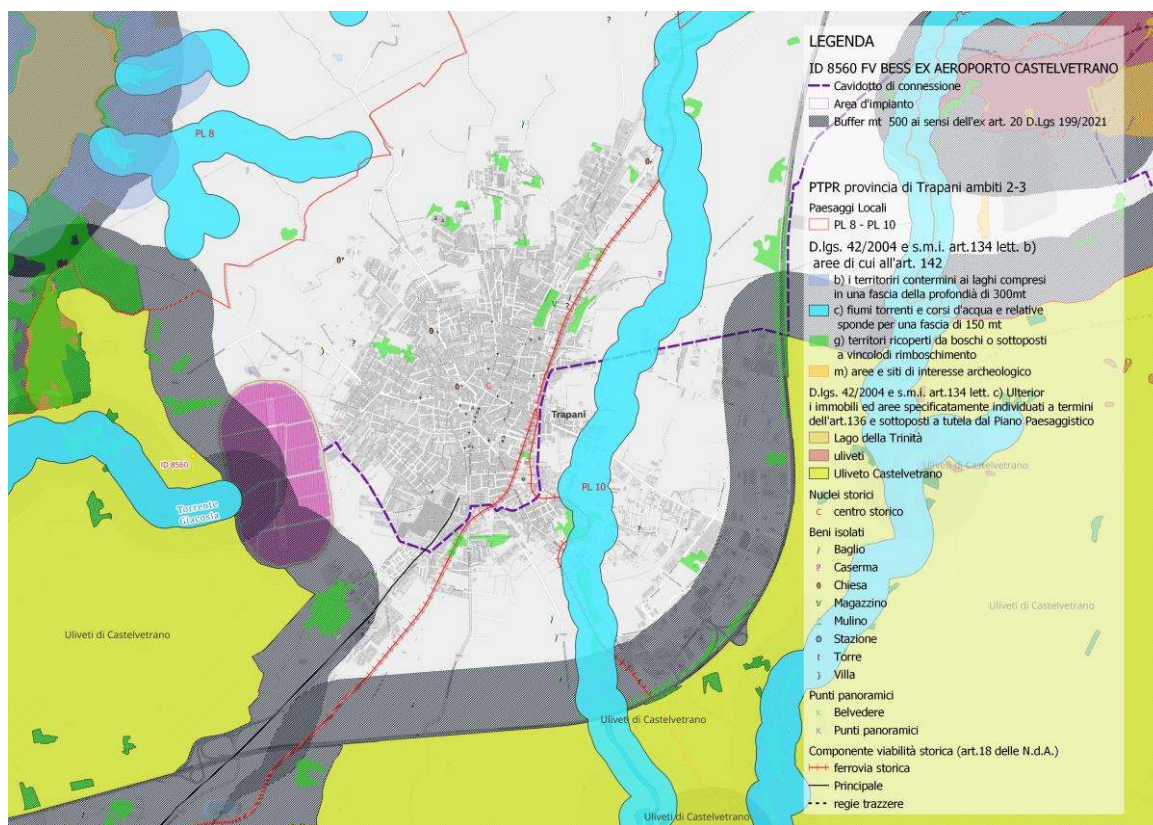 LEGENDA
ID 8560 FV BESS EX AEROPORTO CASTELVETRANO
Cavidotto di connessione
Area d'impianto
Buffer mt 500 ai sensi dell'ex art. 20 D.Lgs 199/2021
PTPR provincia di Trapani ambiti 2-3
Paesaggi Locali
PL 8 - PL 10
D.lgs. 42/2004 e s.m.i. art.134 lett. b)
aree di cui all'art. 142
b) i territoriri contermini ai laghi compresi
in una fascia della profondià di 300mt
c) fiumi torrenti e corsi d'acqua e relative
sponde per una fascia di 150 mt
g) territori ricoperti da boschi o sottoposti
a vincolodi rimboschimento
m) aree e siti di interesse archeologico
D.lgs. 42/2004 e s.m.i. art.134 lett. c) Ulterior
i immobili ed aree specificamente individuati a termini
dell'art.136 e sottoposti a tutela dal Piano Paesaggistico
Lago della Trinità
uliveti
Uliveto Castelvetrano
Nuclei storici
C centro storico
Beni isolati
Baglio
Caserma
Chiesa
Magazzino
Mulino
Stazione
t Torre
Villa
Punti panoramici
Belvedere
Punti panoramici
Componente viabilità storica (art.18 delle N.d.A.)
ferrovia storica
Principale
regie trazzere
PL 8
Trapani
ID 8560
Torrente
Giacosia
PL 10
Uliveti di Castelvetrano
Uliveti di Castelvetrano
Uliveti di Castelvetrano
Uliveti di Castelvetrano
Uliveti di Castelvetrano